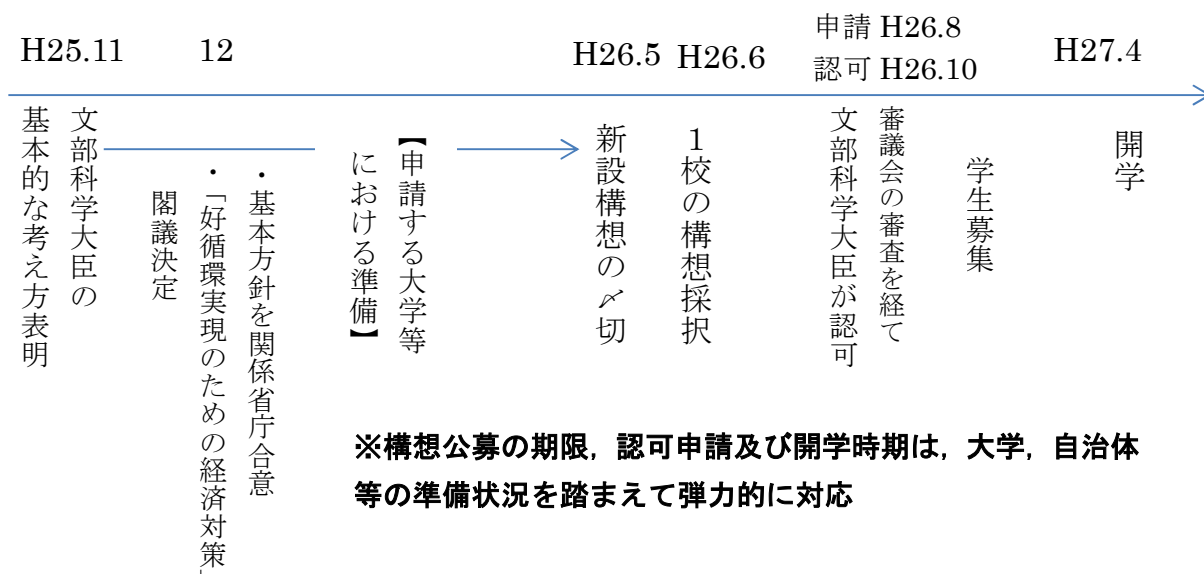 H25.11
12
H26.5
H26.6
申請 H26.8
認可 H26.10
H27.4
文部科学大臣の
基本的な考え方表明
・基本方針を関係省庁合意
・「好循環実現のための経済対策」
閣議決定
【申請する大学等
における準備】
新設構想の〆切
1校の構想採択
審議会の審査を経て
文部科学大臣が認可
学生募集
開学
※構想公募の期限，認可申請及び開学時期は，大学，自治体
等の準備状況を踏まえて弾力的に対応